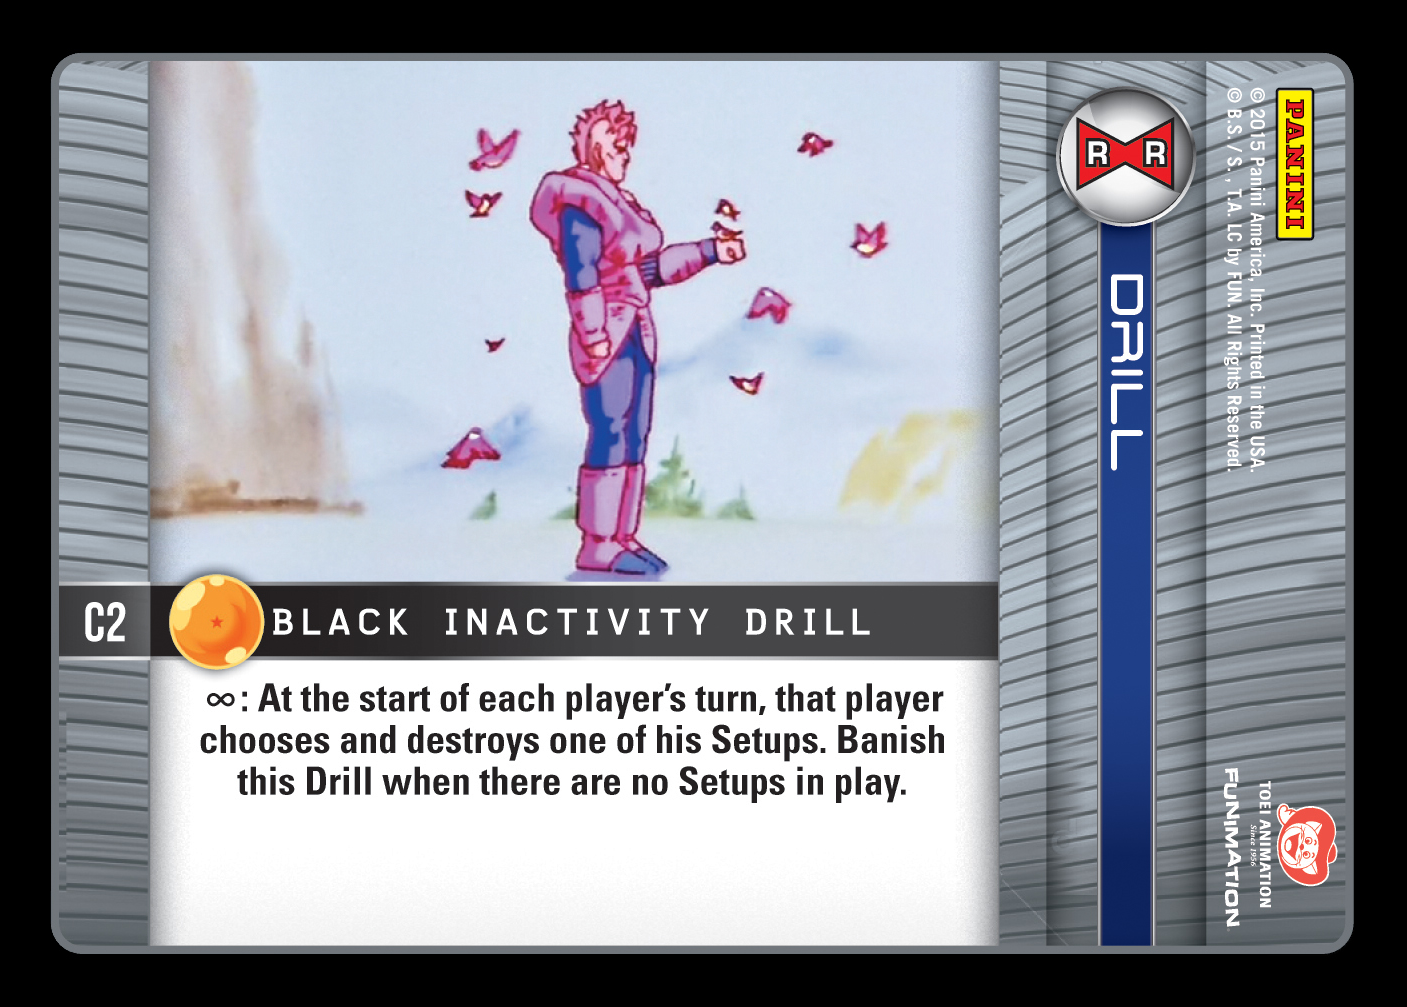 C2
BLACK INACTIVITY DRILL
∞: At the start of each player's turn, that player
chooses and destroys one of his Setups. Banish
this Drill when there are no Setups in play.
R R
DRILL
PANINI
© 2015 Panini America, Inc. Printed in the USA.
© B.S. / S. , T.A. LC by FUN. All Rights Reserved.
TOEI ANIMATION
Since 1956
FUNIMATION